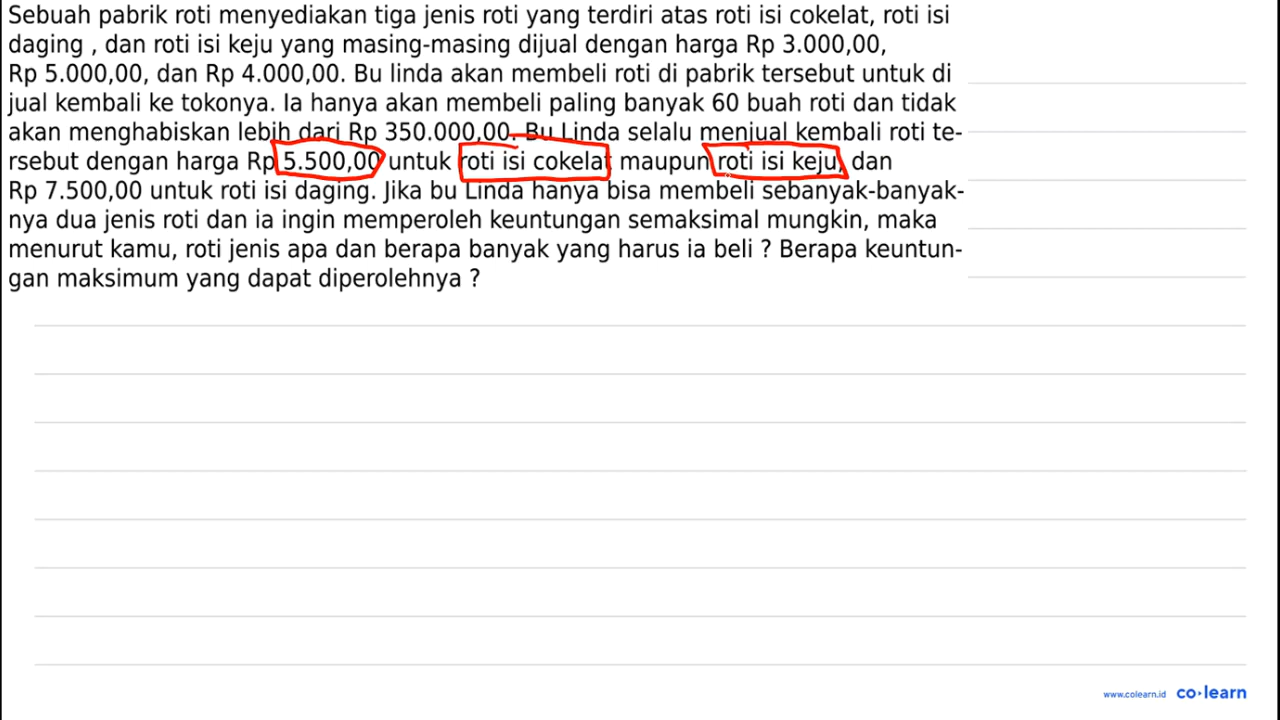 Sebuah pabrik roti menyediakan tiga jenis roti yang terdiri atas roti isi cokelat, roti isi
daging , dan roti isi keju yang masing-masing dijual dengan harga Rp 3.000,00,
Rp 5.000,00, dan Rp 4.000,00. Bu linda akan membeli roti di pabrik tersebut untuk di
jual kembali ke tokonya. Ia hanya akan membeli paling banyak 60 buah roti dan tidak
akan menghabiskan lebih dari Rp 350.000,00. Bu Linda selalu menjual kembali roti te-
rsebut dengan harga Rp 5.500,00 untuk roti isi cokelat maupun roti isi keju, dan
Rp 7.500,00 untuk roti isi daging. Jika bu Linda hanya bisa membeli sebanyak-banyak-
nya dua jenis roti dan ia ingin memperoleh keuntungan semaksimal mungkin, maka
menurut kamu, roti jenis apa dan berapa banyak yang harus ia beli ? Berapa keuntun-
gan maksimum yang dapat diperolehnya ?
www.colearn.id co·learn